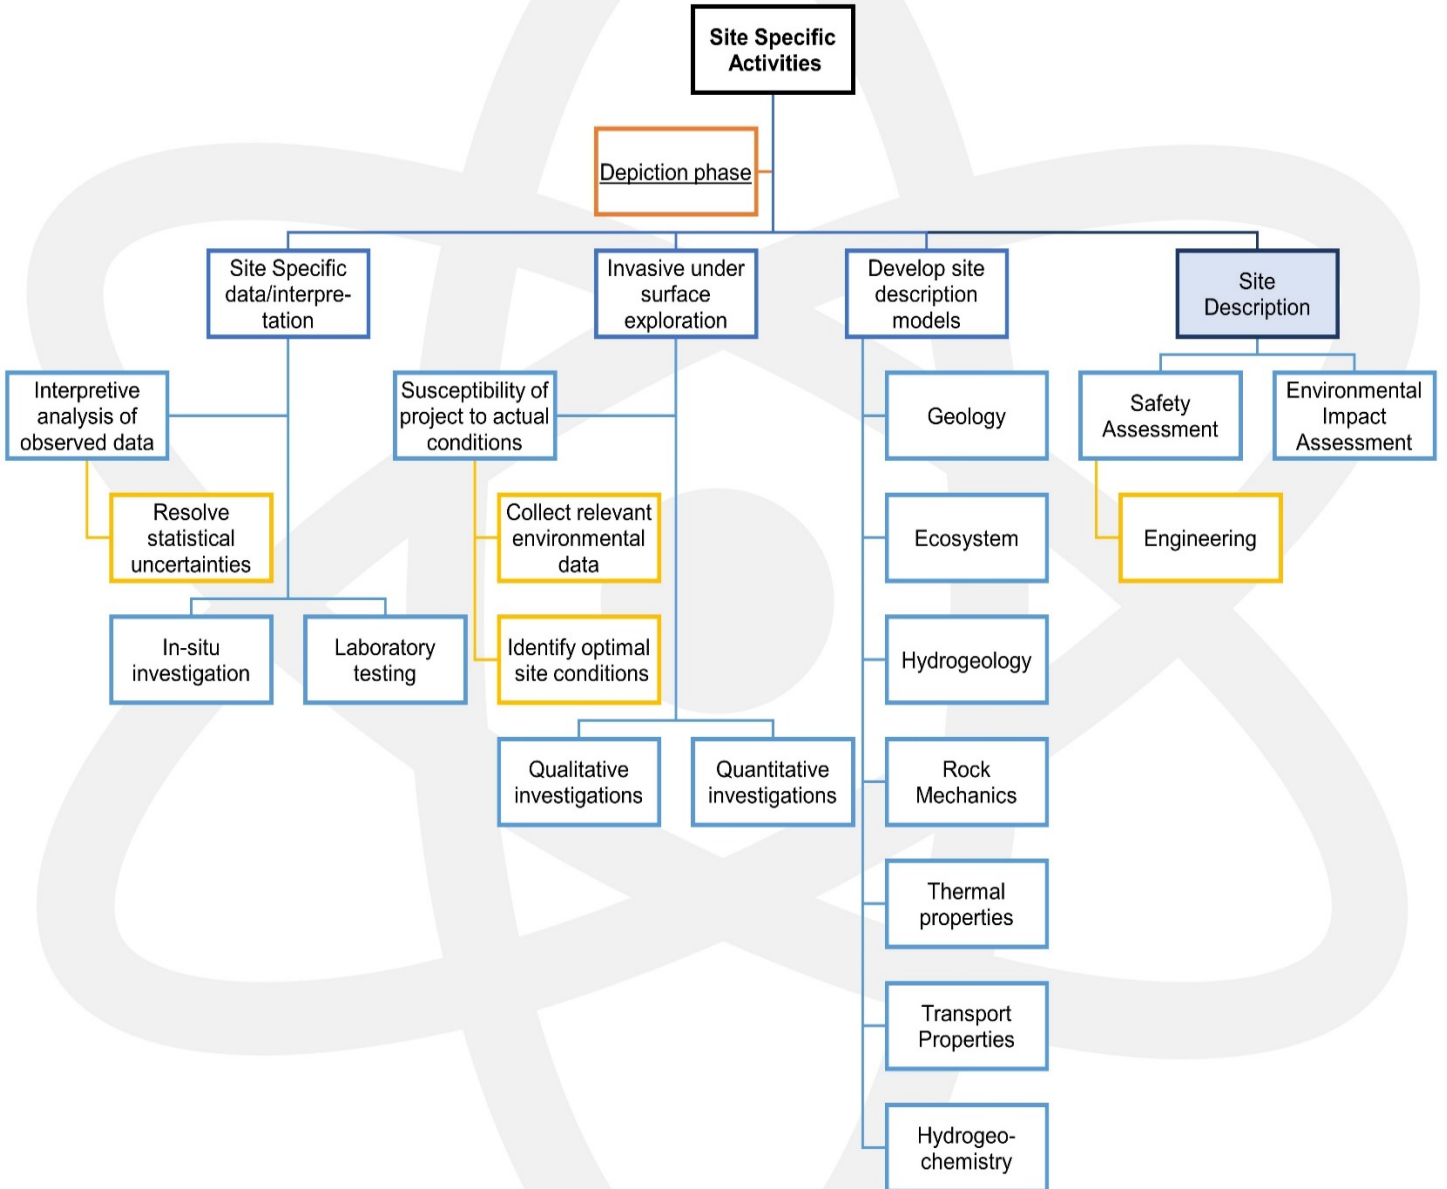 Site Specific
Activities
Depiction phase
Site Specific
data/interpre-
tation
Invasive under
surface
exploration
Develop site
description
models
Site
Description
Interpretive
analysis of
observed data
Susceptibility of
project to actual
conditions
Geology
Safety
Assessment
Environmental
Impact
Assessment
Resolve
statistical
uncertainties
Collect relevant
environmental
data
Ecosystem
Engineering
In-situ
investigation
Laboratory
testing
Identify optimal
site conditions
Hydrogeology
Qualitative
investigations
Quantitative
investigations
Rock
Mechanics
Thermal
properties
Transport
Properties
Hydrogeo-
chemistry